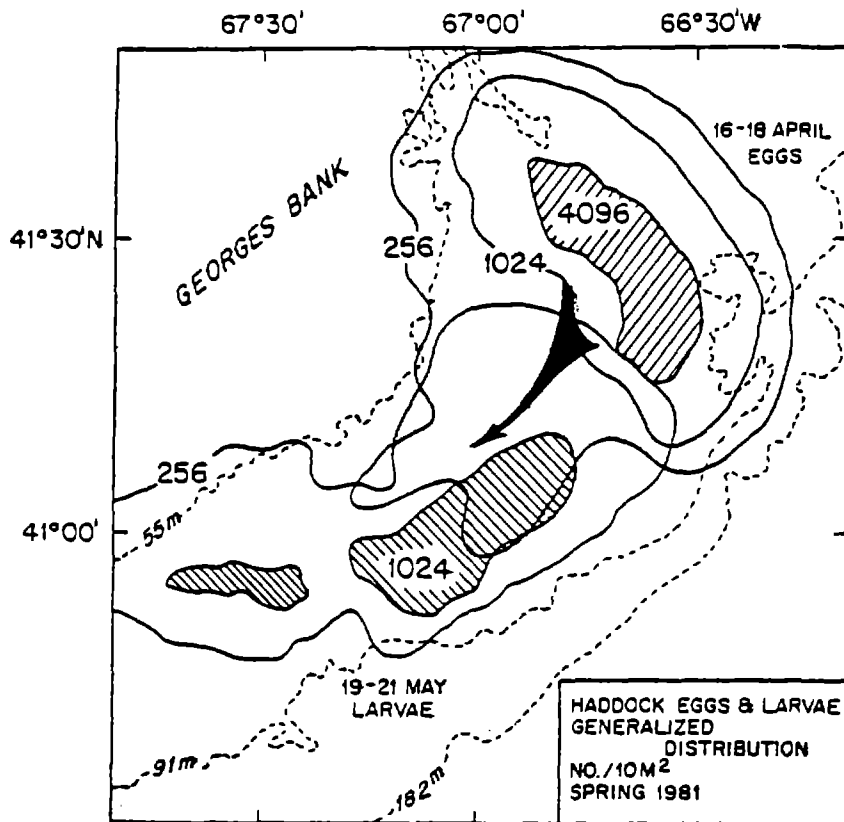 67°30' 67°00' 66°30'W
16-18 APRIL
EGGS
GEORGES BANK
4096
41°30'N
256
1024
256
41°00'
55m
1024
19-21 MAY
LARVAE
91m
182m
HADDOCK EGGS & LARVAE
GENERALIZED
DISTRIBUTION
NO./10M²
SPRING 1981